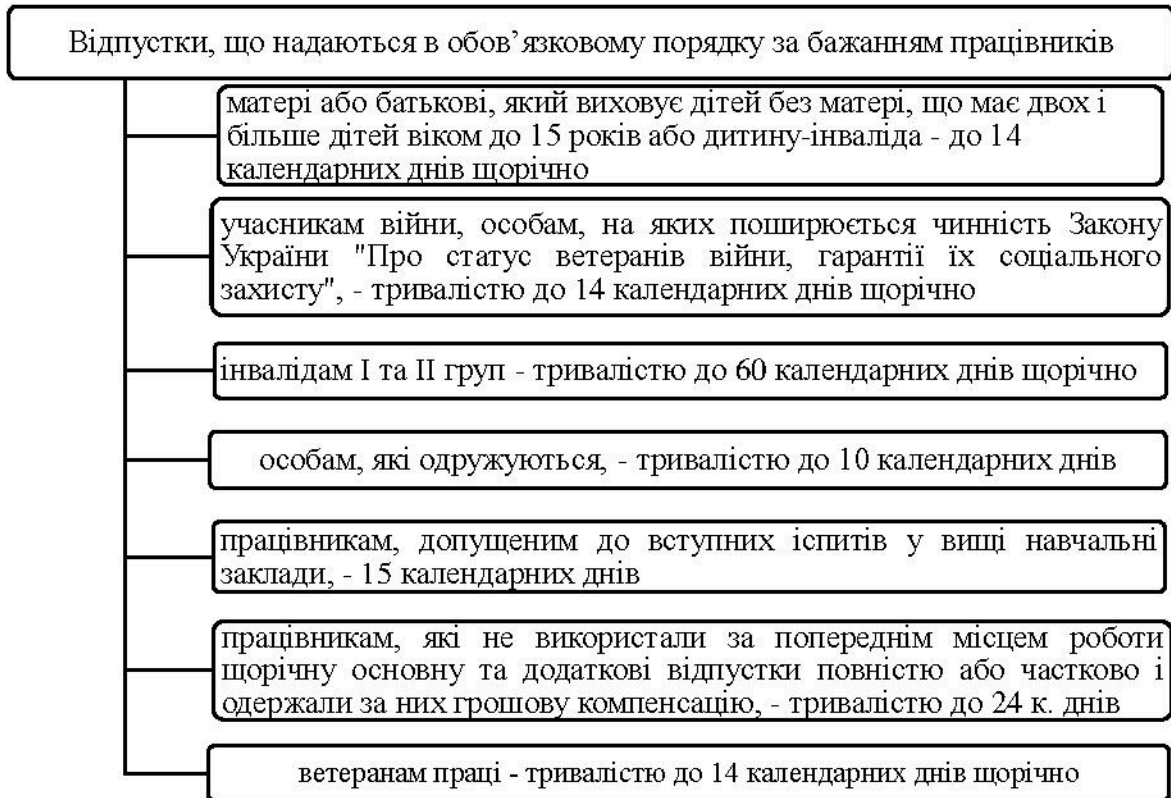 Відпустки, що надаються в обов’язковому порядку за бажанням працівників
матері або батькові, який виховує дітей без матері, що має двох і
більше дітей віком до 15 років або дитину-інваліда - до 14
календарних днів щорічно
учасникам війни, особам, на яких поширюється чинність Закону
України "Про статус ветеранів війни, гарантії їх соціального
захисту", - тривалістю до 14 календарних днів щорічно
інвалідам І та ІІ груп - тривалістю до 60 календарних днів щорічно
особам, які одружуються, - тривалістю до 10 календарних днів
працівникам, допущеним до вступних іспитів у вищі навчальні
заклади, - 15 календарних днів
працівникам, які не використали за попереднім місцем роботи
щорічну основну та додаткові відпустки повністю або частково і
одержали за них грошову компенсацію, - тривалістю до 24 к. днів
ветеранам праці - тривалістю до 14 календарних днів щорічно